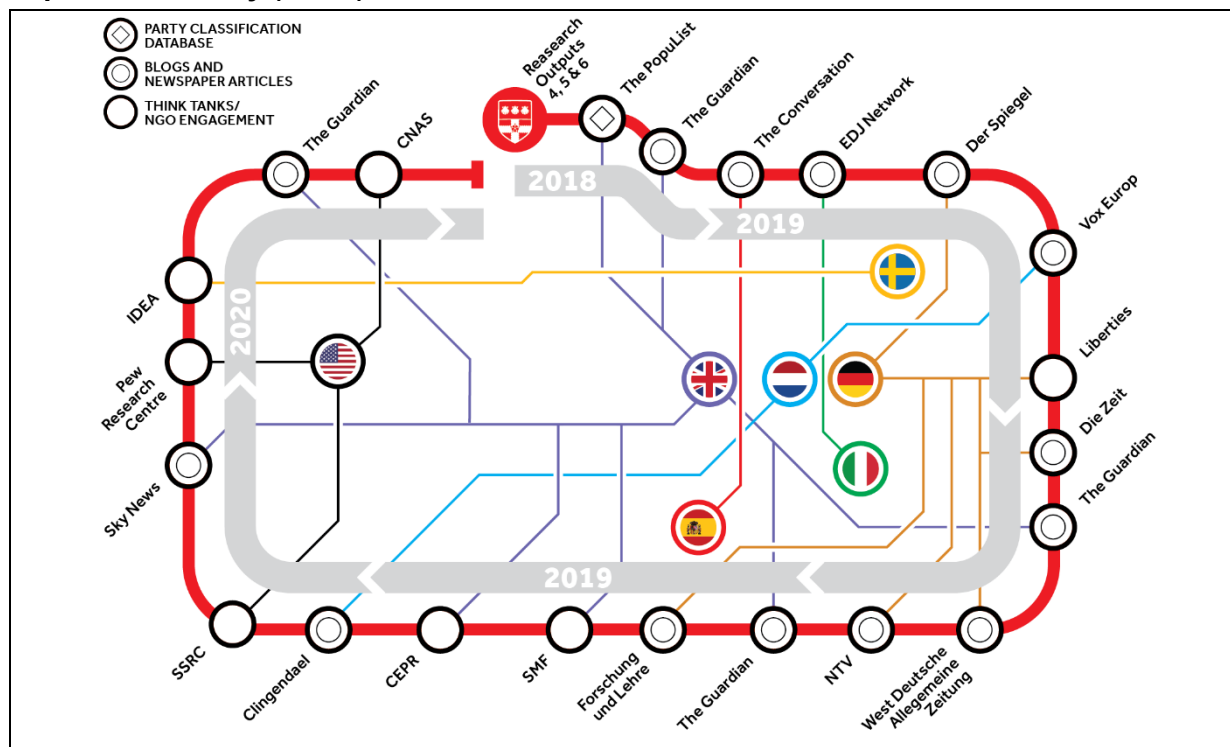 PARTY CLASSIFICATION
DATABASE
BLOGS AND
NEWSPAPER ARTICLES
THINK TANKS/
NGO ENGAGEMENT
Reasearch
Outputs
4, 5 & 6
The PopuList
The Guardian
The Conversation
EDJ Network
Der Spiegel
Vox Europ
Liberties
Die Zeit
The Guardian
West Deutsche
Allegemeine
Zeitung
NTV
The Guardian
Forschung
und Lehre
SMF
CEPR
Clingendael
SSRC
Sky News
Pew
Research
Centre
IDEA
The Guardian
CNAS
2018
2019
2019
2020